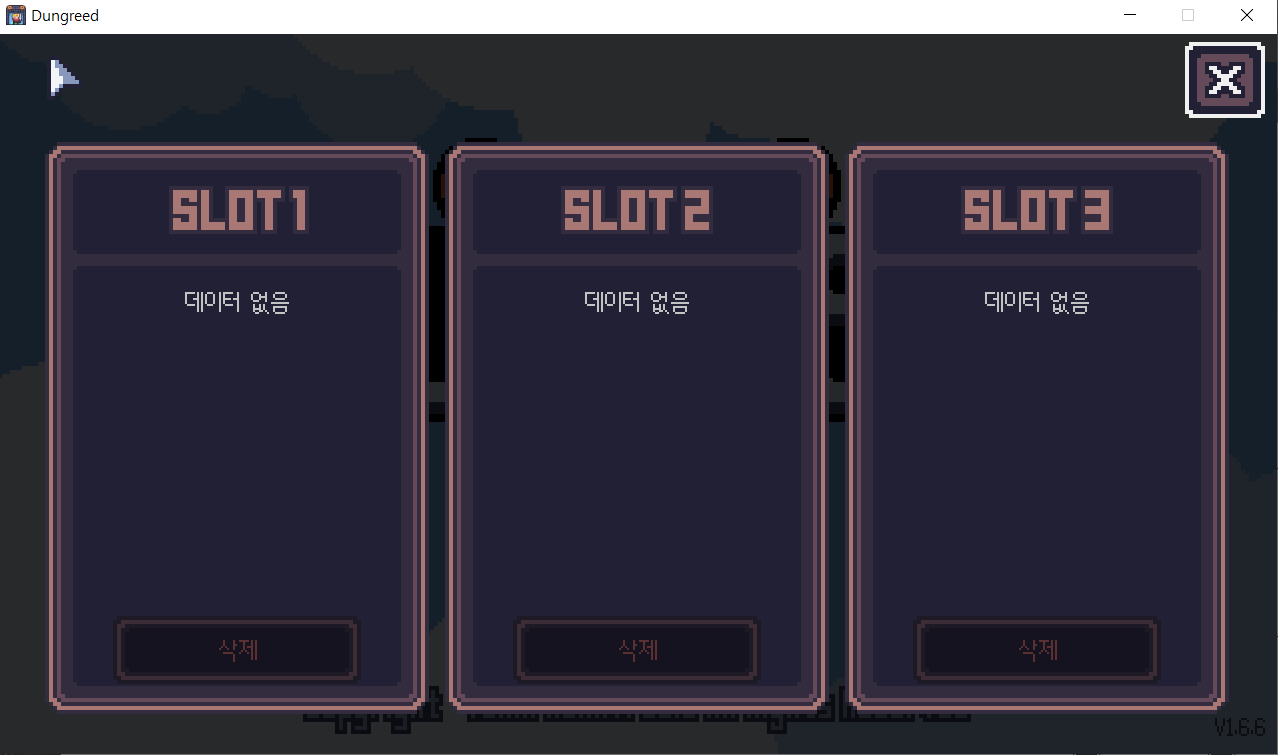 Dungreed
SLOT 1
SLOT 2
SLOT 3
데이터 없음
데이터 없음
데이터 없음
삭제
삭제
삭제
V1.6.6